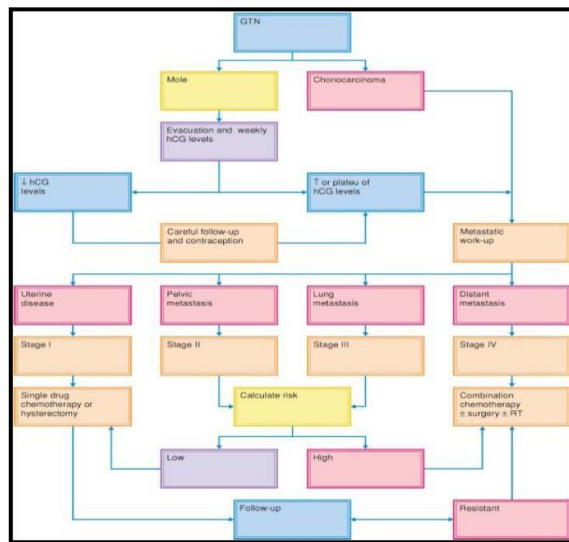 GTN
Mole
Choriocarcinoma
Evacuation and weekly
hCG levels
↓ hCG
levels
↑ or plateu of
hCG levels
Careful follow-up
and contraception
Metastatic
work-up
Uterine
disease
Pelvic
metastasis
Lung
metastasis
Distant
metastasis
Stage I
Stage II
Stage III
Stage IV
Single drug
chemotherapy or
hysterectomy
Calculate risk
Combination
chemotherapy
± surgery ± RT
Low
High
Follow-up
Resistant